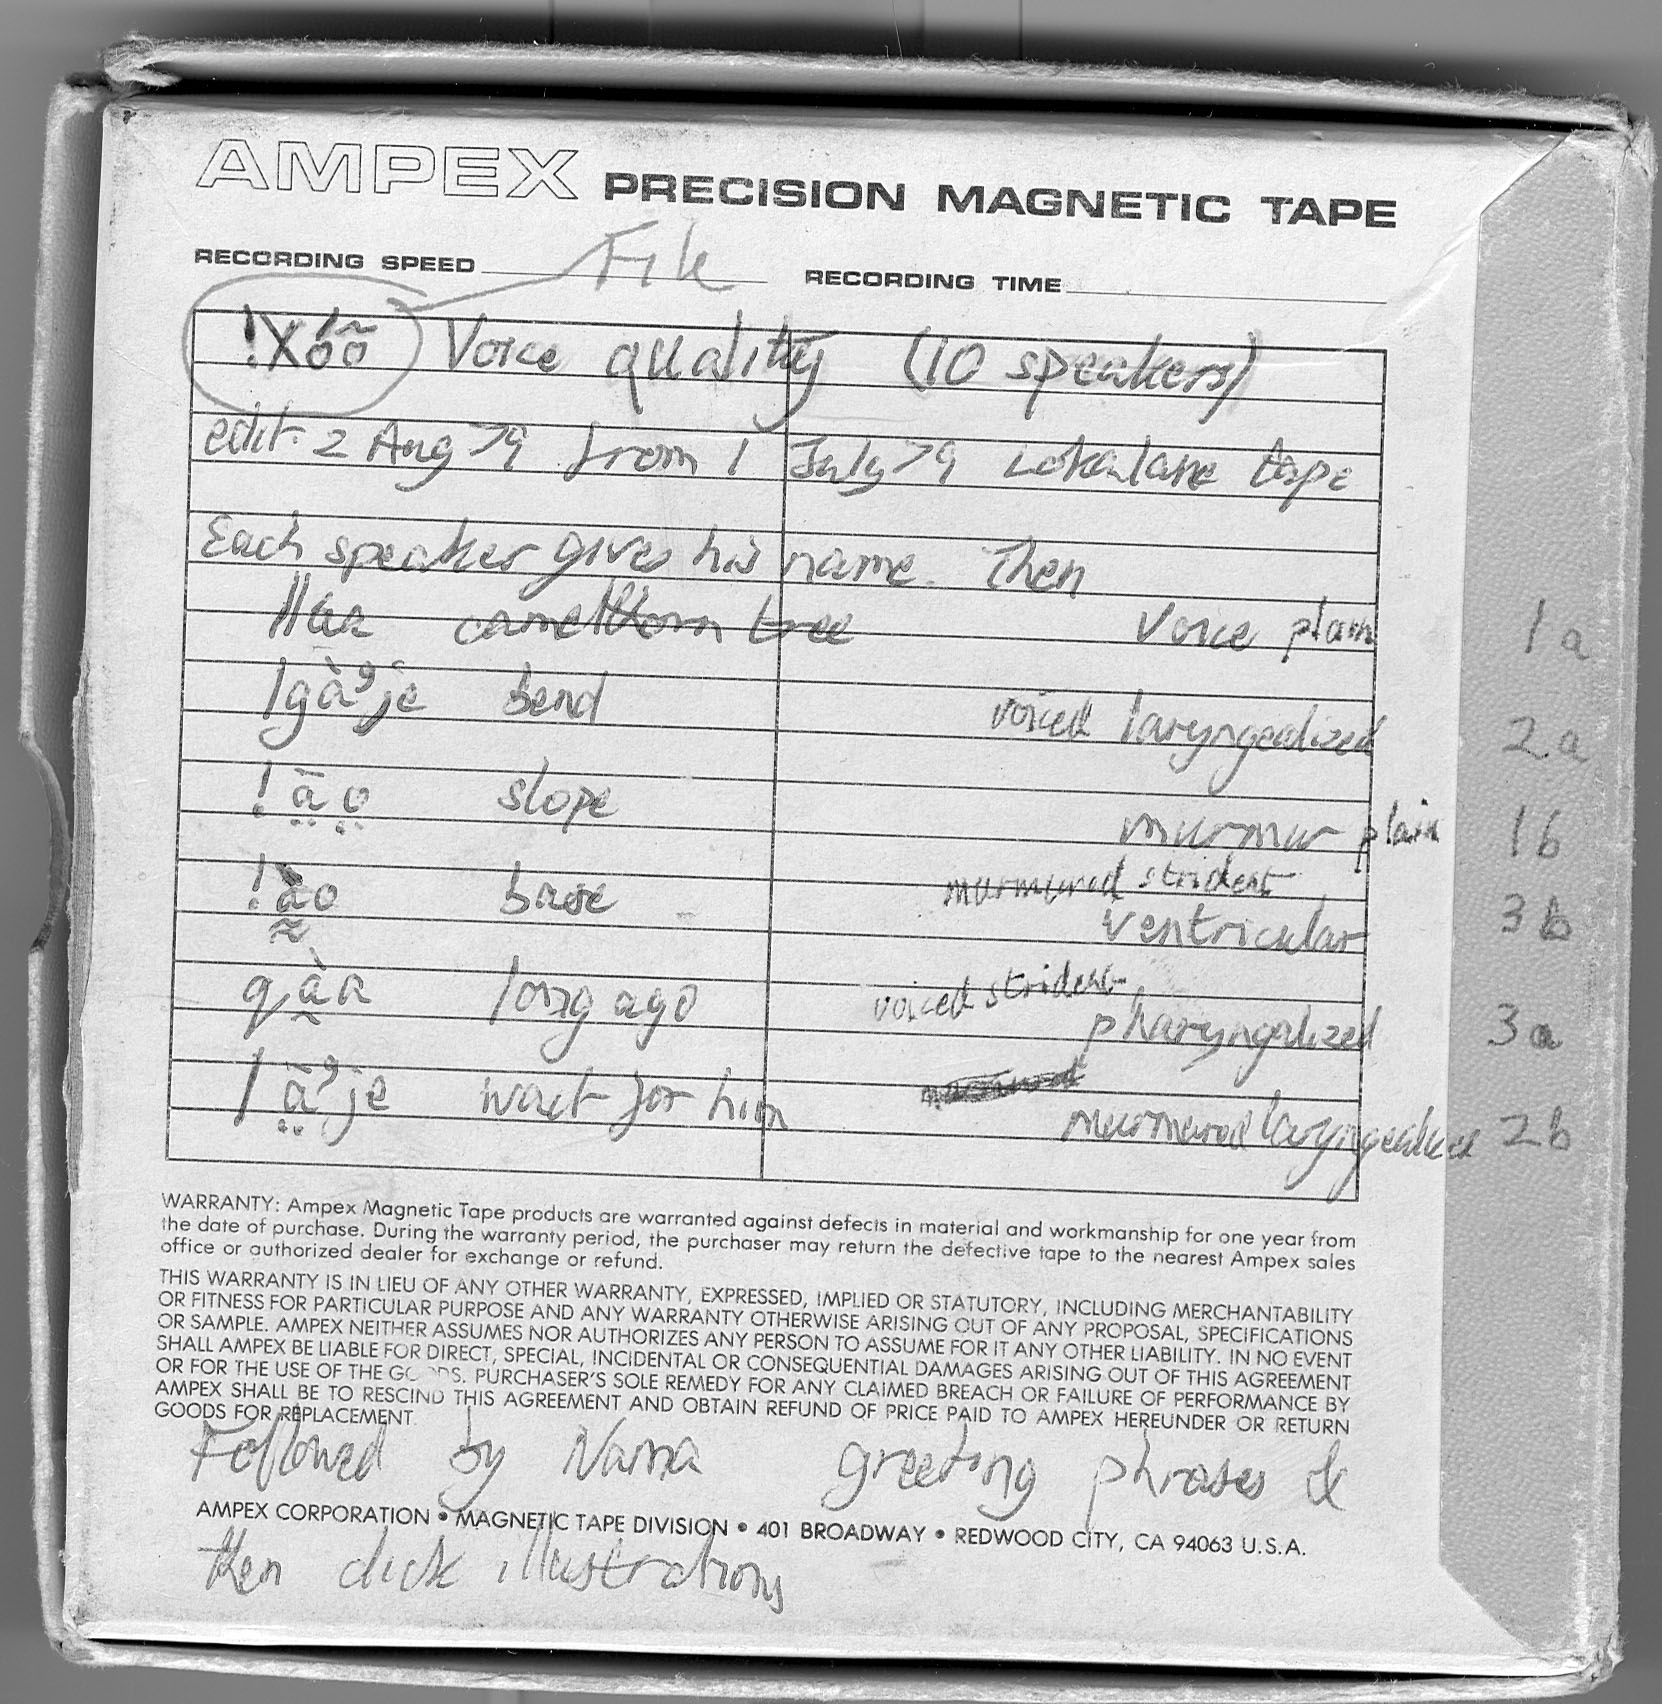 AMPEX PRECISION MAGNETIC TAPE
File
RECORDING SPEED RECORDING TIME
!Xóõ Voice quality (10 speakers)
edit 2 Aug 79 from 1 July 79 Lokalane tape
Each speaker gives his name. Then
ǁaa camelthorn tree Voice plain 1a
|gàˀje bend voiced laryngealized 2a
!a̤̅o̤ slope murmur plain 1b
murmured strident
!ào base ventricular 3b
voiced strident
qà̰a long ago pharyngalized 3a
|a̤̅ˀje wait for him murmured laryngealized 2b
WARRANTY: Ampex Magnetic Tape products are warranted against defects in material and workmanship for one year from
the date of purchase. During the warranty period, the purchaser may return the defective tape to the nearest Ampex sales
office or authorized dealer for exchange or refund.
THIS WARRANTY IS IN LIEU OF ANY OTHER WARRANTY, EXPRESSED, IMPLIED OR STATUTORY, INCLUDING MERCHANTABILITY
OR FITNESS FOR PARTICULAR PURPOSE AND ANY WARRANTY OTHERWISE ARISING OUT OF ANY PROPOSAL, SPECIFICATIONS
OR SAMPLE. AMPEX NEITHER ASSUMES NOR AUTHORIZES ANY PERSON TO ASSUME FOR IT ANY OTHER LIABILITY. IN NO EVENT
SHALL AMPEX BE LIABLE FOR DIRECT, SPECIAL, INCIDENTAL OR CONSEQUENTIAL DAMAGES ARISING OUT OF THIS AGREEMENT
OR FOR THE USE OF THE GOODS. PURCHASER'S SOLE REMEDY FOR ANY CLAIMED BREACH OR FAILURE OF PERFORMANCE BY
AMPEX SHALL BE TO RESCIND THIS AGREEMENT AND OBTAIN REFUND OF PRICE PAID TO AMPEX HEREUNDER OR RETURN
GOODS FOR REPLACEMENT.
Followed by Nama greeting phrases &
AMPEX CORPORATION • MAGNETIC TAPE DIVISION • 401 BROADWAY • REDWOOD CITY, CA 94063 U.S.A.
then click illustrations